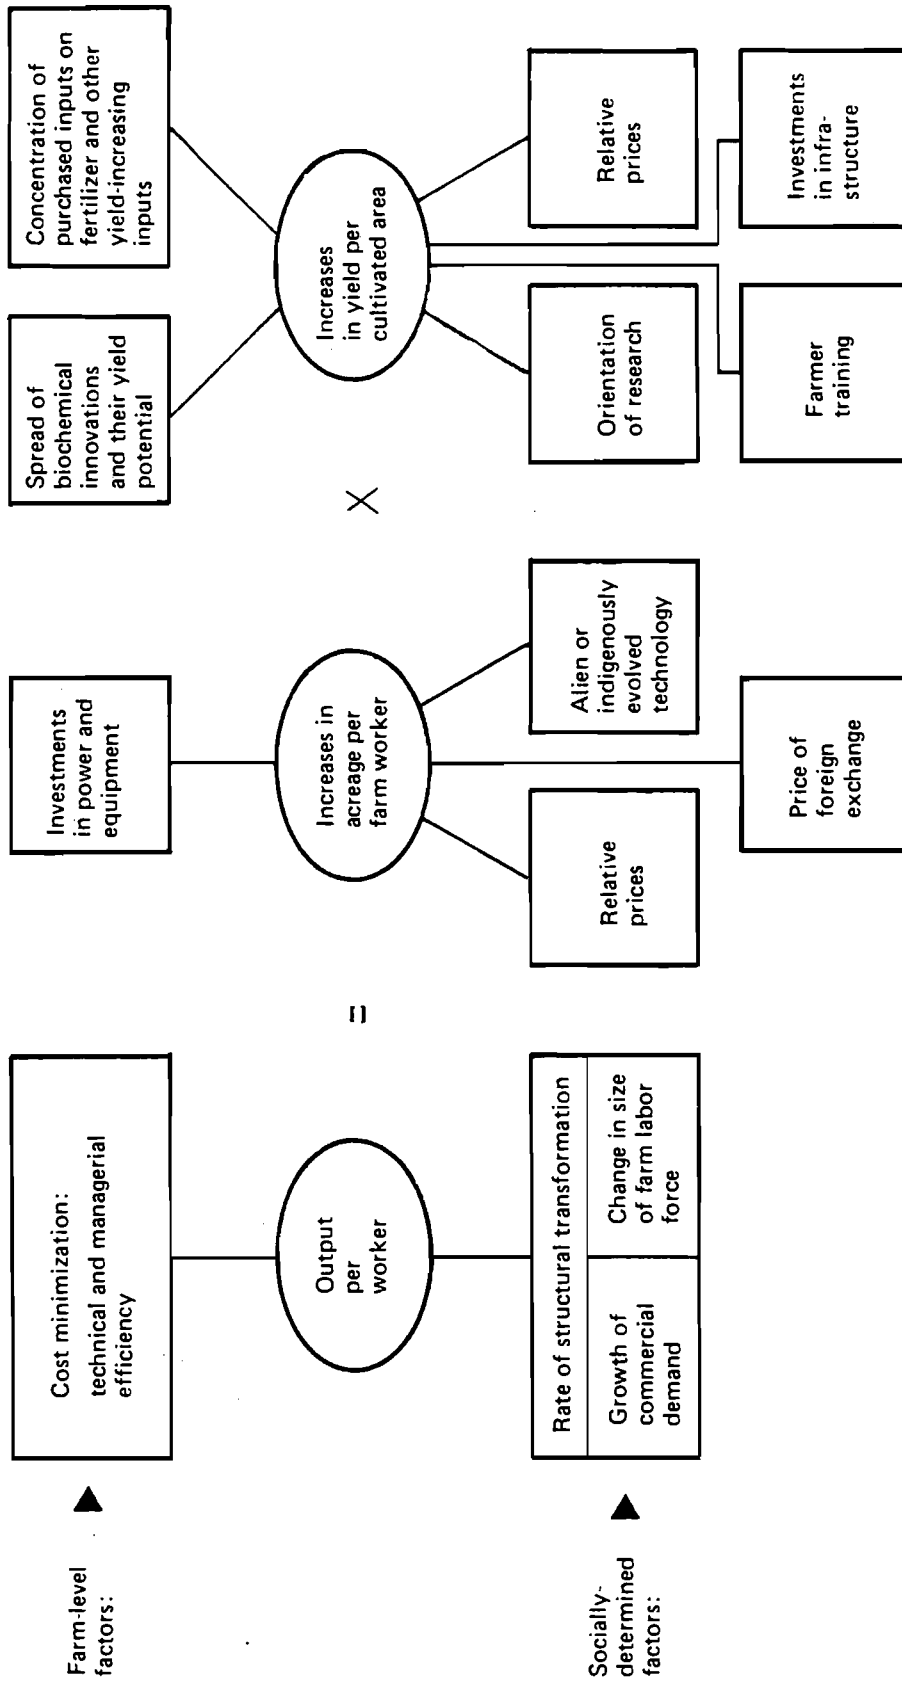 Farm-level
factors:
Cost minimization:
technical and managerial
efficiency
Investments
in power and
equipment
Spread of
biochemical
innovations
and their yield
potential
Concentration of
purchased inputs on
fertilizer and other
yield-increasing
inputs
Output
per
worker
=
Increases in
acreage per
farm worker
X
Increases
in yield per
cultivated area
Socially-
determined
factors:
Rate of structural transformation
Growth of
commercial
demand
Change in size
of farm labor
force
Relative
prices
Alien or
indigenously
evolved
technology
Price of
foreign
exchange
Orientation
of research
Relative
prices
Farmer
training
Investments
in infra-
structure